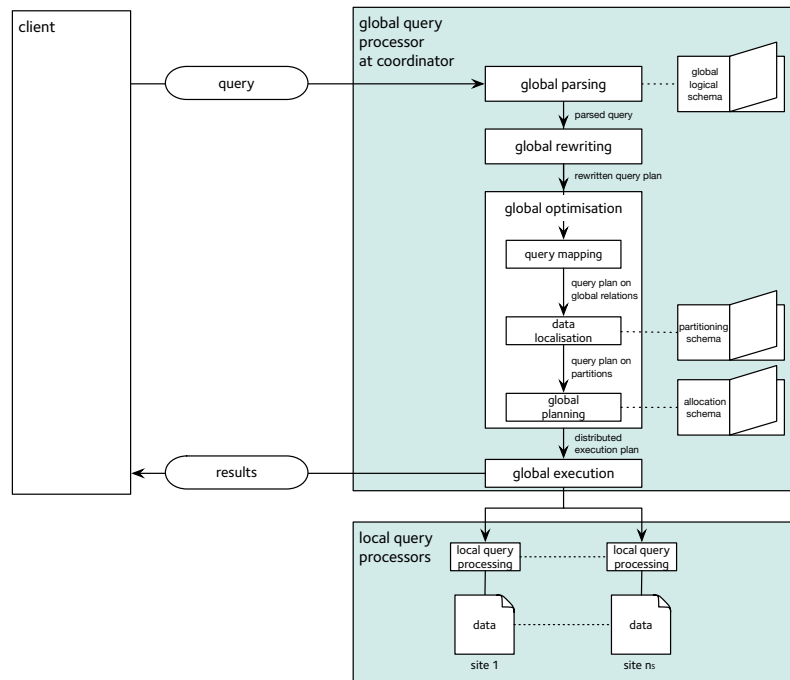 client
global query
processor
at coordinator
query
global parsing
global
logical
schema
parsed query
global rewriting
rewritten query plan
global optimisation
query mapping
query plan on
global relations
data
localisation
partitioning
schema
query plan on
partitions
global
planning
allocation
schema
distributed
execution plan
results
global execution
local query
processors
local query
processing
local query
processing
data
data
site 1
site ns